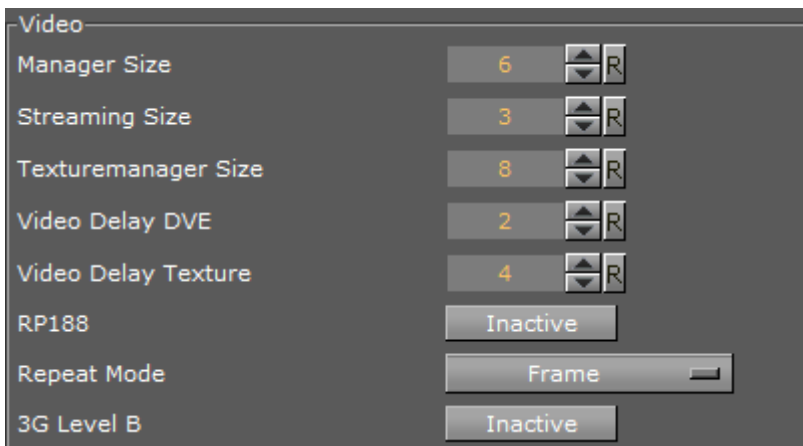 Video
Manager Size 6 R
Streaming Size 3 R
Texturemanager Size 8 R
Video Delay DVE 2 R
Video Delay Texture 4 R
RP188 Inactive
Repeat Mode Frame
3G Level B Inactive